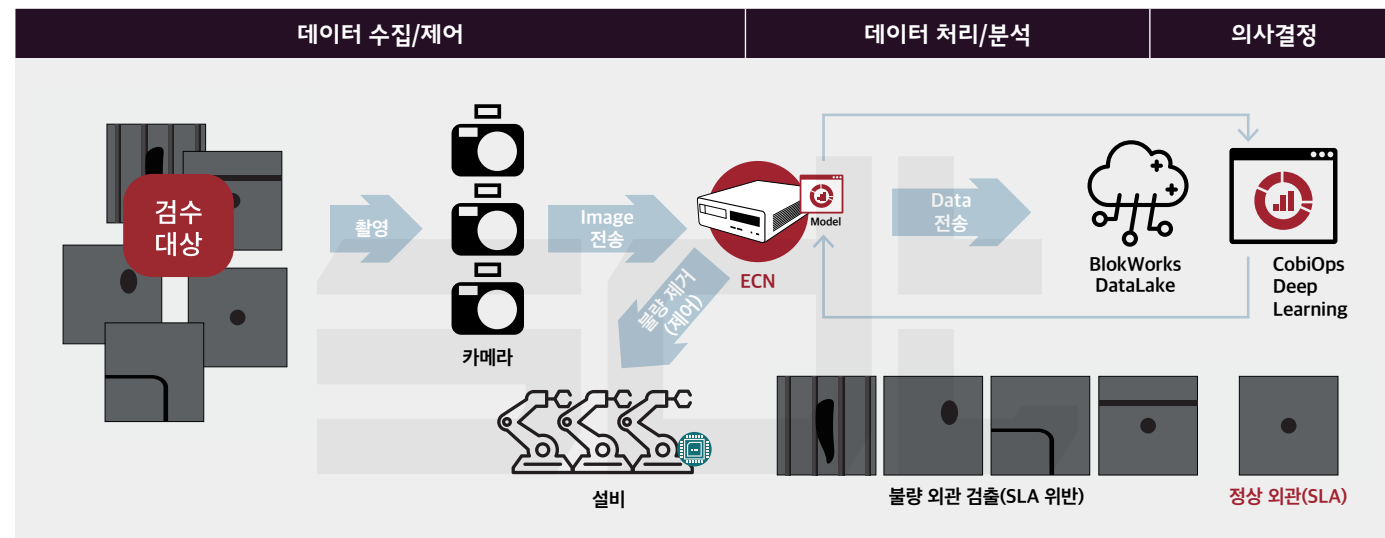 데이터 수집/제어
데이터 처리/분석
의사결정
검수
대상
촬영
카메라
Image
전송
Model
ECN
불량 제거
(제어)
설비
Data
전송
BlokWorks
DataLake
CobiOps
Deep
Learning
불량 외관 검출(SLA 위반)
정상 외관(SLA)